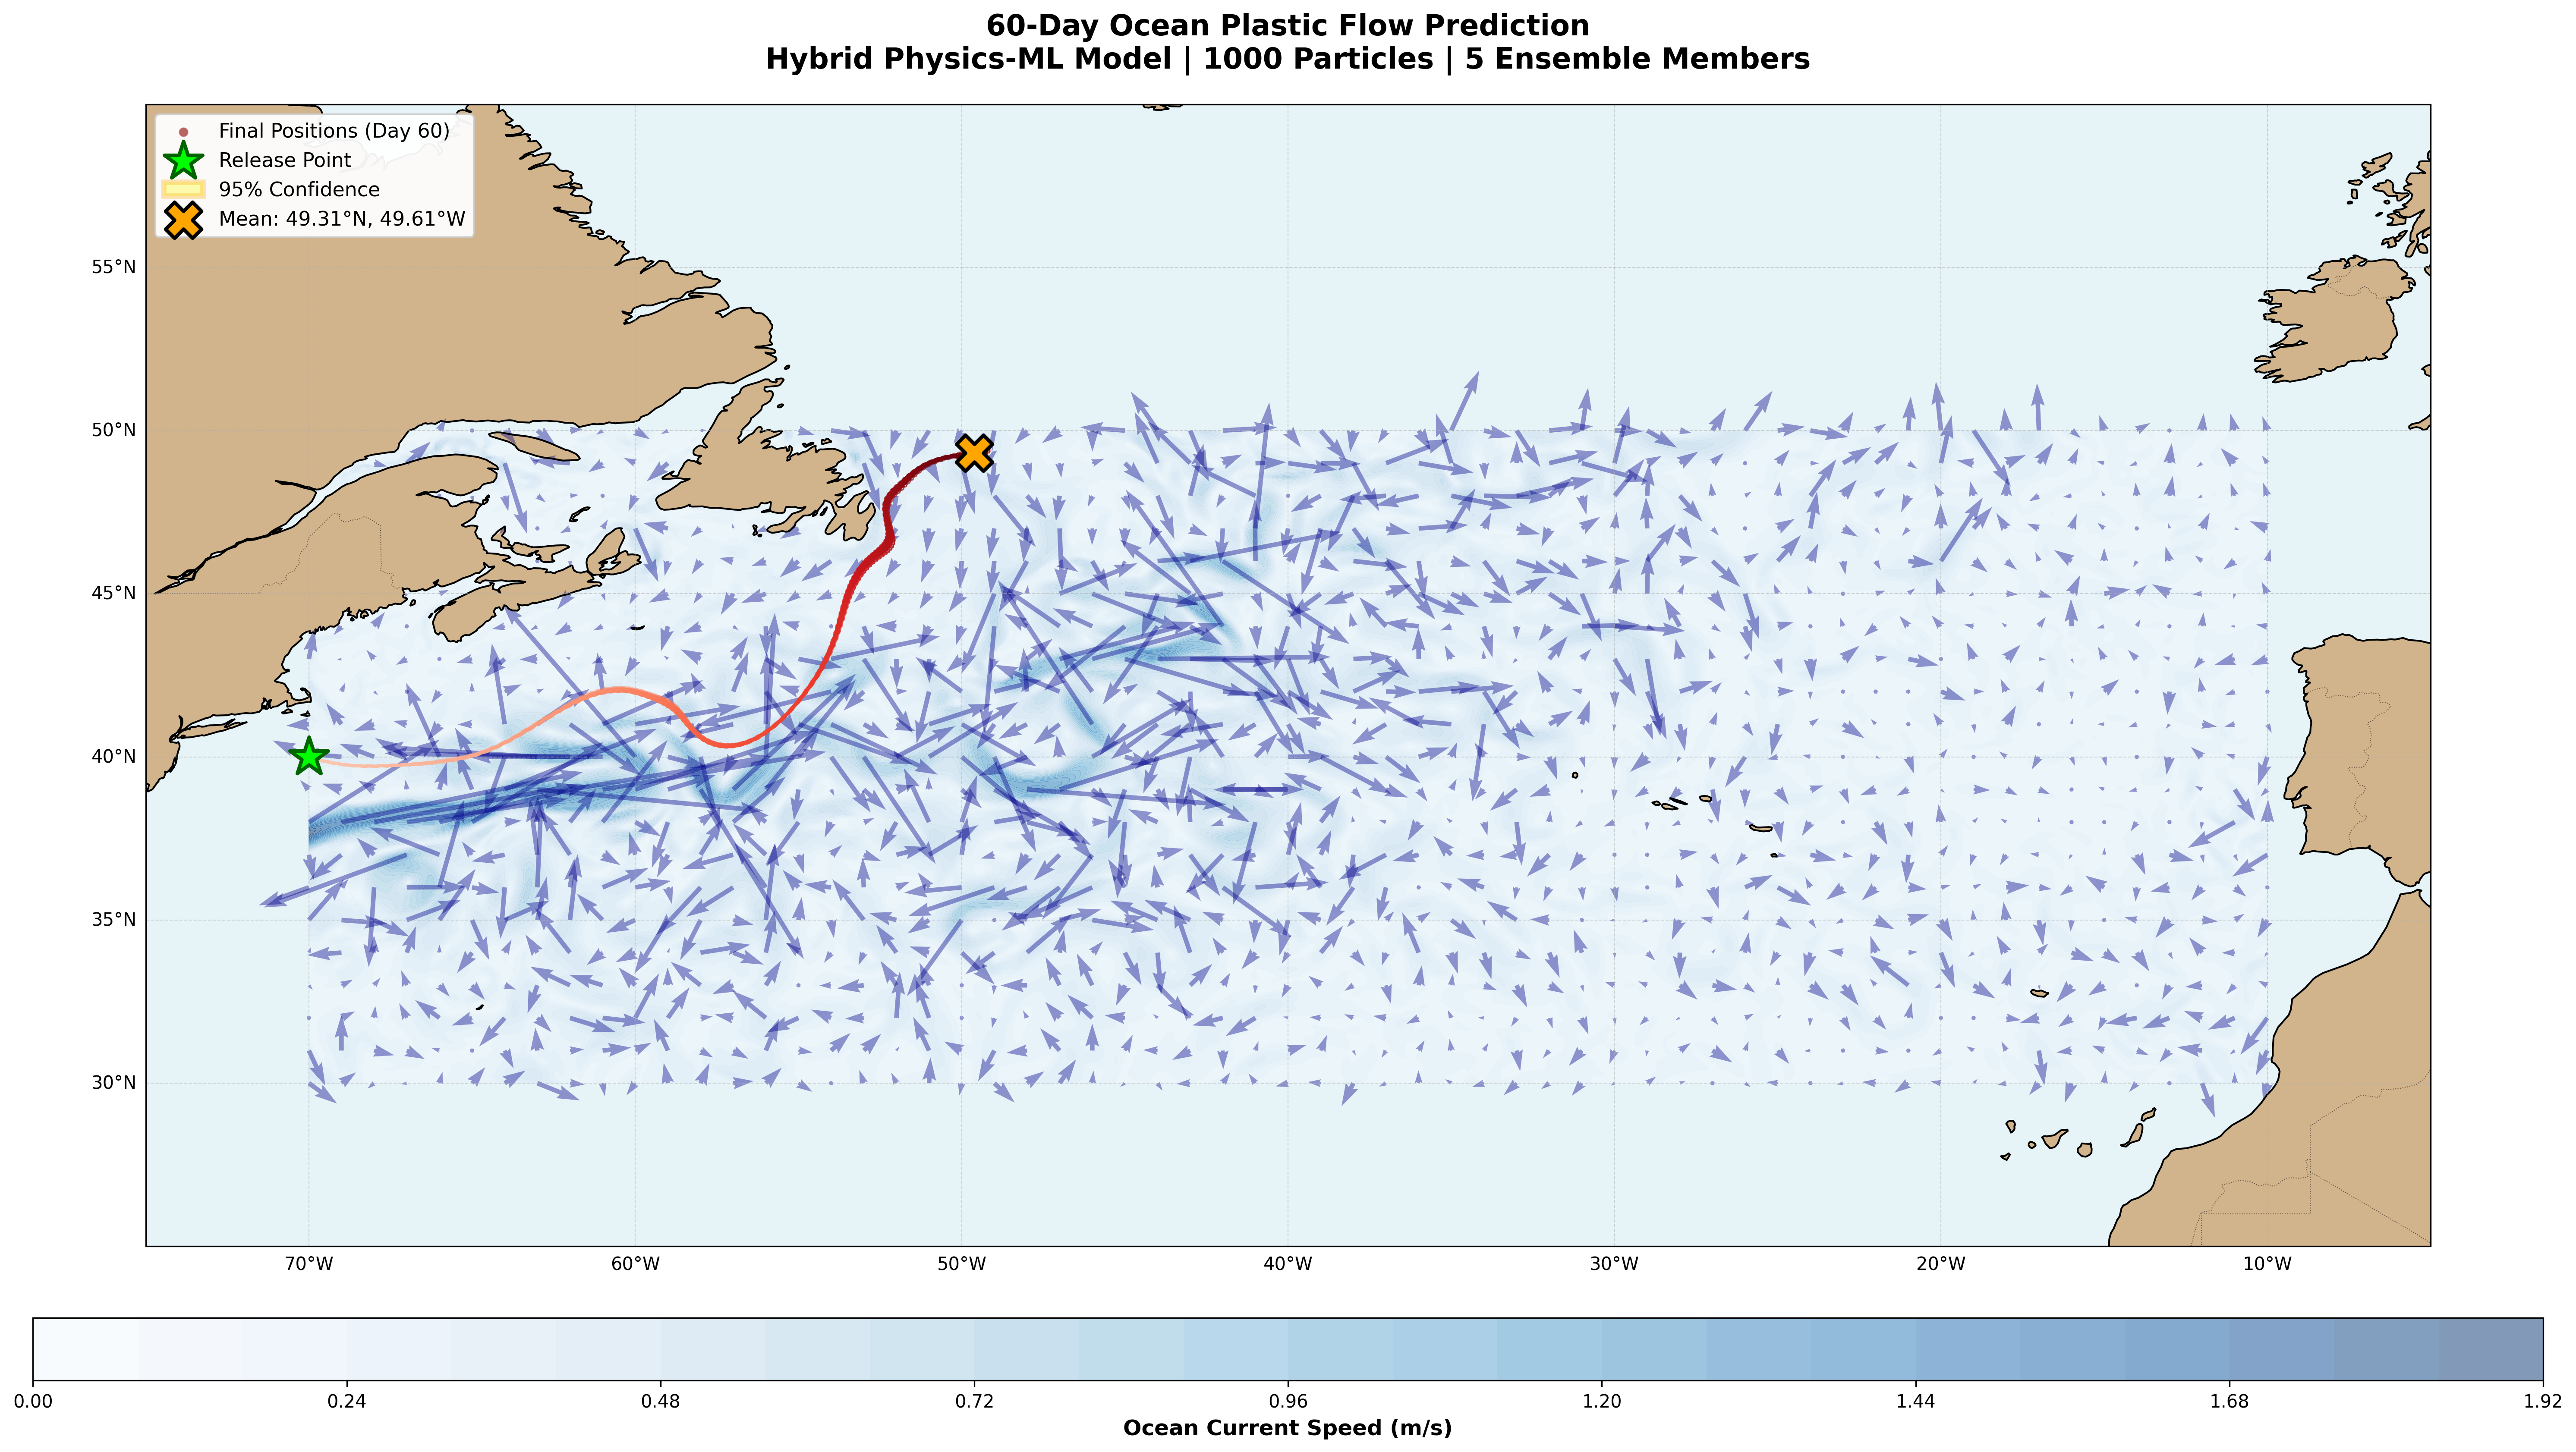 60-Day Ocean Plastic Flow Prediction
Hybrid Physics-ML Model | 1000 Particles | 5 Ensemble Members
Final Positions (Day 60)
Release Point
95% Confidence
Mean: 49.31°N, 49.61°W
55°N
50°N
45°N
40°N
35°N
30°N
70°W
60°W
50°W
40°W
30°W
20°W
10°W
0.00
0.24
0.48
0.72
0.96
1.20
1.44
1.68
1.92
Ocean Current Speed (m/s)